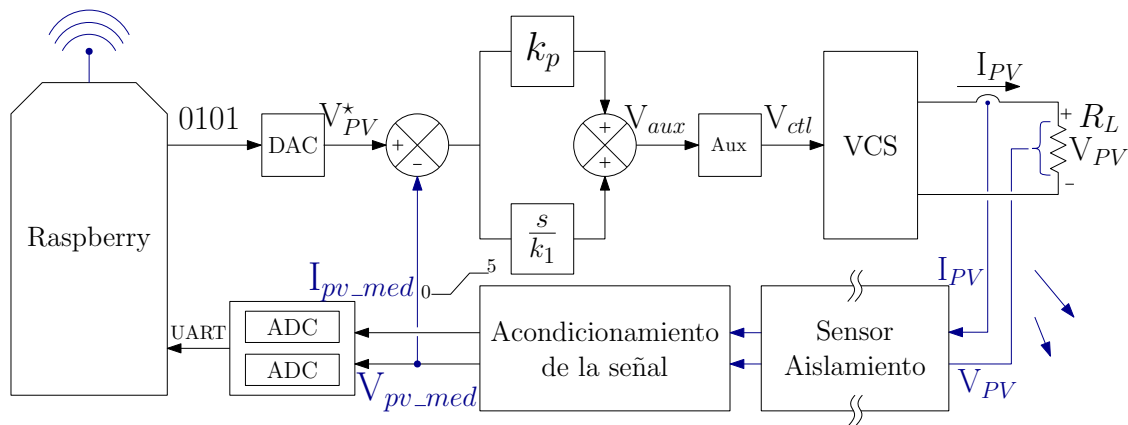 0101
Raspberry
DAC
V*PV
+
-
k_p
s/k_1
+
+
V_aux
Aux
V_ctl
VCS
I_PV
+
R_L
V_PV
-
I_pv_med
0
5
I_PV
UART
ADC
ADC
V_pv_med
Acondicionamiento
de la señal
Sensor
Aislamiento
V_PV